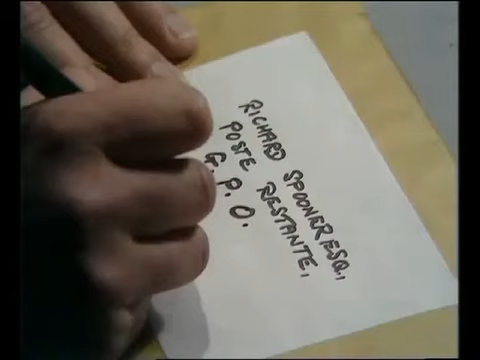 RICHARD SPOONER ESQ.,
POSTE RESTANTE,
G.P.O.